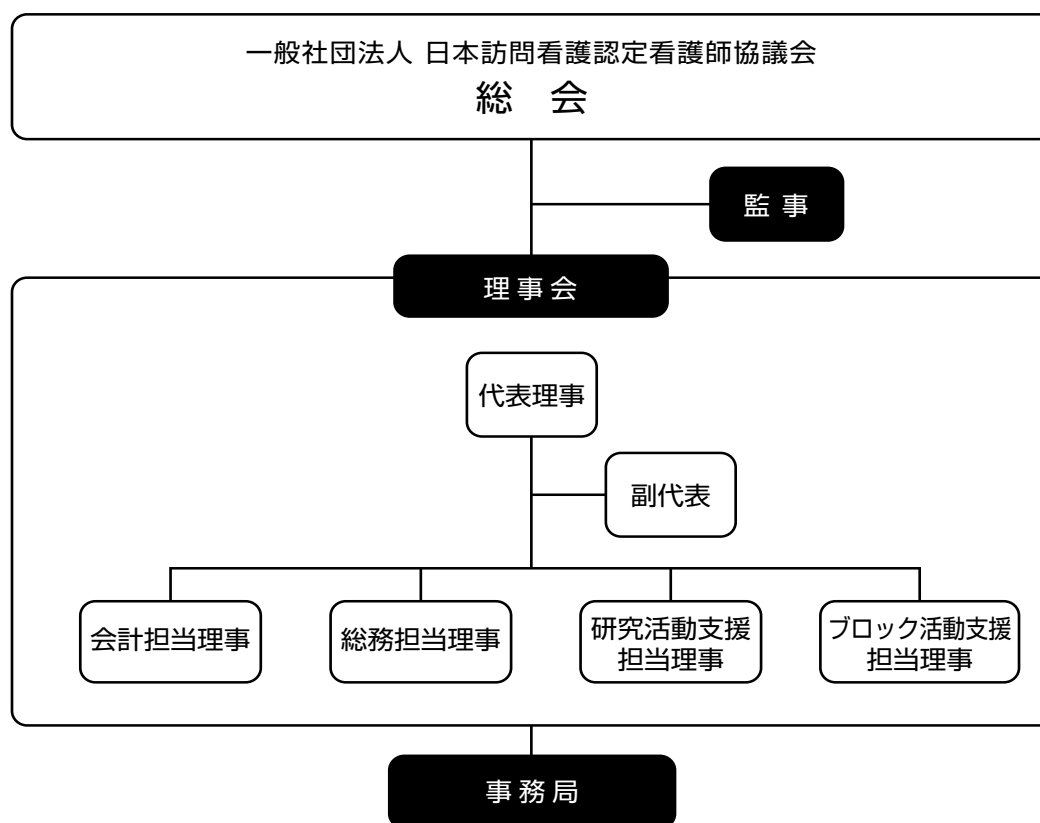 一般社団法人 日本訪問看護認定看護師協議会
総 会
監 事
理 事 会
代表理事
副代表
会計担当理事
総務担当理事
研究活動支援
担当理事
ブロック活動支援
担当理事
事 務 局